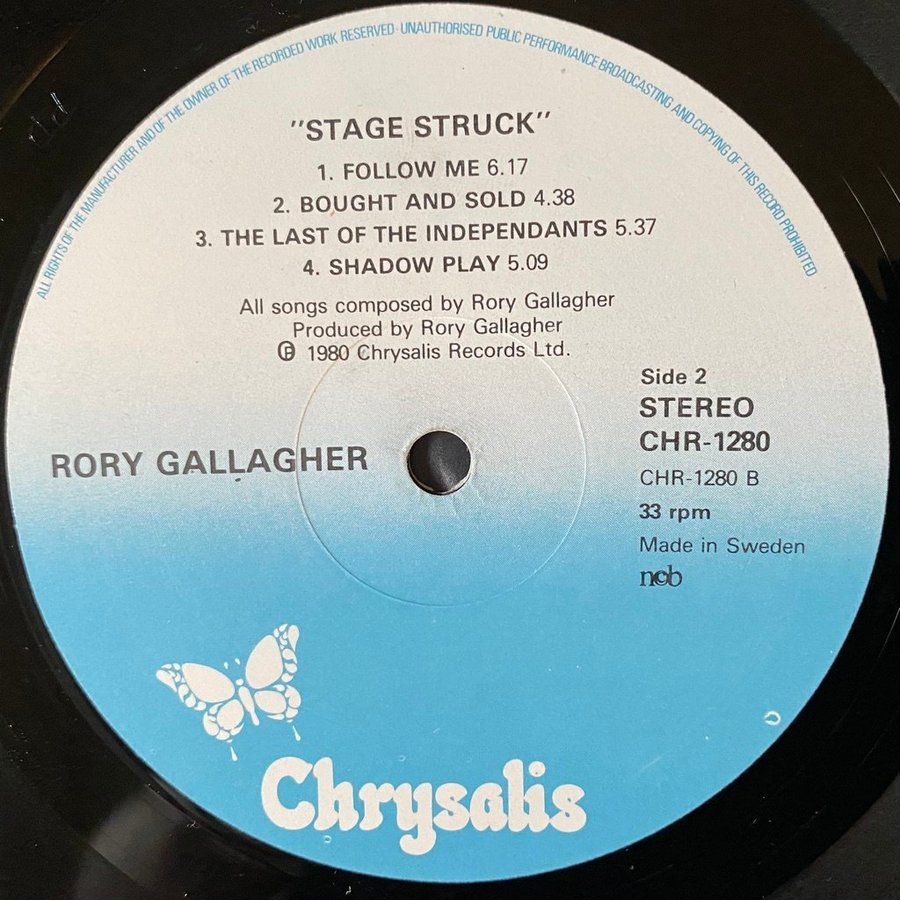 ALL RIGHTS OF THE MANUFACTURER AND OF THE OWNER OF THE RECORDED WORK RESERVED · UNAUTHORISED PUBLIC PERFORMANCE BROADCASTING AND COPYING OF THIS RECORD PROHIBITED
"STAGE STRUCK"
1. FOLLOW ME 6.17
2. BOUGHT AND SOLD 4.38
3. THE LAST OF THE INDEPENDANTS 5.37
4. SHADOW PLAY 5.09
All songs composed by Rory Gallagher
Produced by Rory Gallagher
℗ 1980 Chrysalis Records Ltd.
RORY GALLAGHER
Side 2
STEREO
CHR-1280
CHR-1280 B
33 rpm
Made in Sweden
ncb
Chrysalis